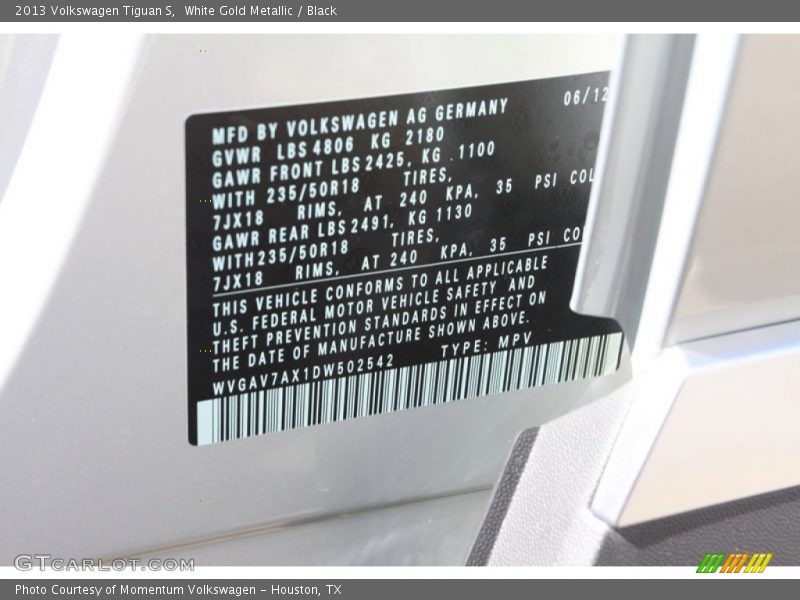 2013 Volkswagen Tiguan S,  White Gold Metallic / Black
MFD BY VOLKSWAGEN AG GERMANY 06/12
GVWR LBS 4806 KG 2180
GAWR FRONT LBS 2425, KG 1100
WITH 235/50R18 TIRES,
7JX18 RIMS, AT 240 KPA, 35 PSI COL
GAWR REAR LBS 2491, KG 1130
WITH 235/50R18 TIRES,
7JX18 RIMS, AT 240 KPA, 35 PSI CO
THIS VEHICLE CONFORMS TO ALL APPLICABLE
U.S. FEDERAL MOTOR VEHICLE SAFETY AND
THEFT PREVENTION STANDARDS IN EFFECT ON
THE DATE OF MANUFACTURE SHOWN ABOVE.
WVGAV7AX1DW502542 TYPE: MPV
GTCarLot.com
Photo Courtesy of Momentum Volkswagen - Houston, TX